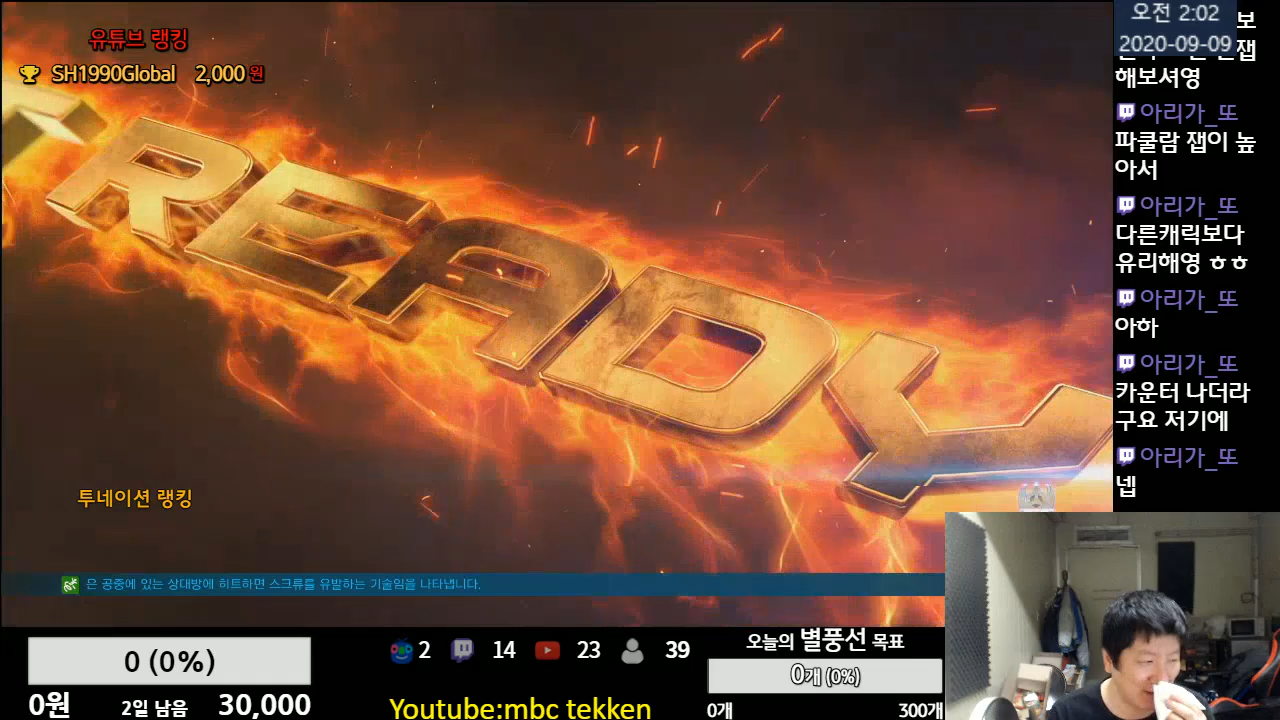 유튜브 랭킹
SH1990Global 2,000원
READY
투네이션 랭킹
은 공중에 있는 상대방에 히트하면 스크류를 유발하는 기술임을 나타냅니다.
오전 2:02
2020-09-09
보
잽
해보셔영
아리가_또
파쿨람 잽이 높
아서
아리가_또
다른캐릭보다
유리해영 ㅎㅎ
아리가_또
아하
아리가_또
카운터 나더라
구요 저기에
아리가_또
넵
0 (0%)
0원 2일 남음 30,000
2 14 23 39
Youtube:mbc tekken
오늘의 별풍선 목표
0개 (0%)
0개 300개